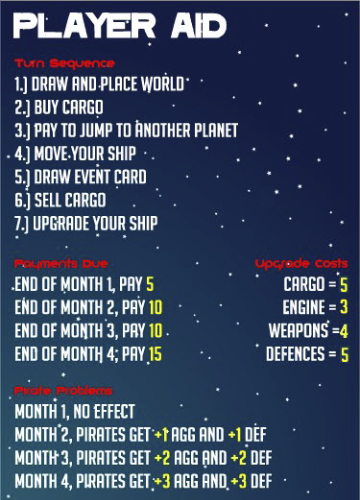 PLAYER AID
Turn Sequence
1.) DRAW AND PLACE WORLD
2.) BUY CARGO
3.) PAY TO JUMP TO ANOTHER PLANET
4.) MOVE YOUR SHIP
5.) DRAW EVENT CARD
6.) SELL CARGO
7.) UPGRADE YOUR SHIP
Payments Due
END OF MONTH 1, PAY 5
END OF MONTH 2, PAY 10
END OF MONTH 3, PAY 10
END OF MONTH 4, PAY 15
Upgrade Costs
CARGO = 5
ENGINE = 3
WEAPONS =4
DEFENCES = 5
Pirate Problems
MONTH 1, NO EFFECT
MONTH 2, PIRATES GET +1 AGG AND +1 DEF
MONTH 3, PIRATES GET +2 AGG AND +2 DEF
MONTH 4, PIRATES GET +3 AGG AND +3 DEF